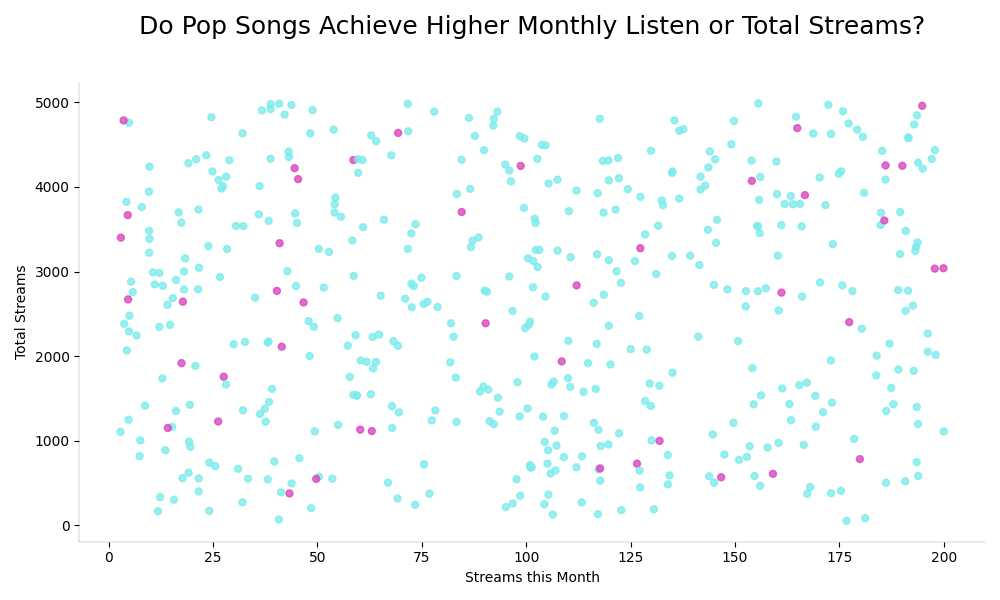 Do Pop Songs Achieve Higher Monthly Listen or Total Streams?
Total Streams
5000
4000
3000
2000
1000
0
0 25 50 75 100 125 150 175 200
Streams this Month